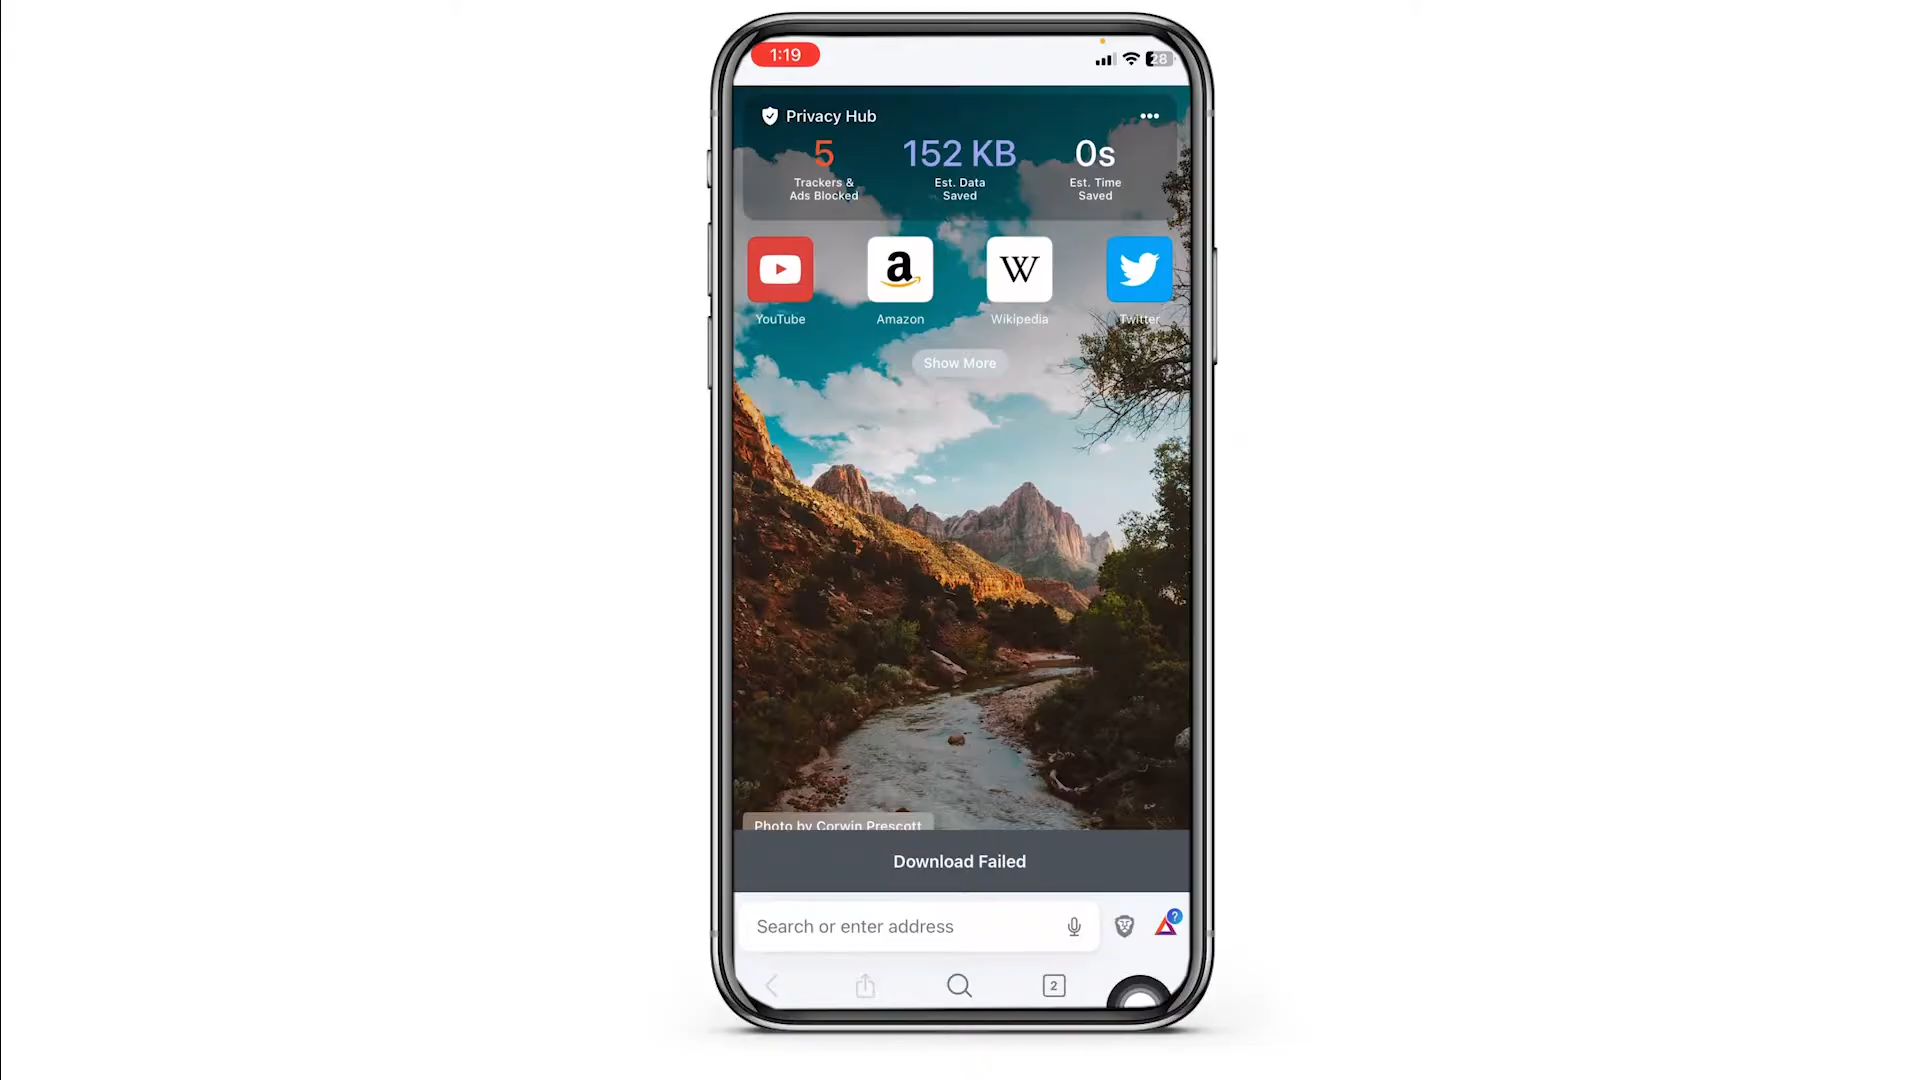 1:19
28
Privacy Hub
5
152 KB
0s
Trackers &
Ads Blocked
Est. Data
Saved
Est. Time
Saved
a
W
YouTube
Amazon
Wikipedia
Twitter
Show More
Photo by Corwin Prescott
Download Failed
Search or enter address
?
2